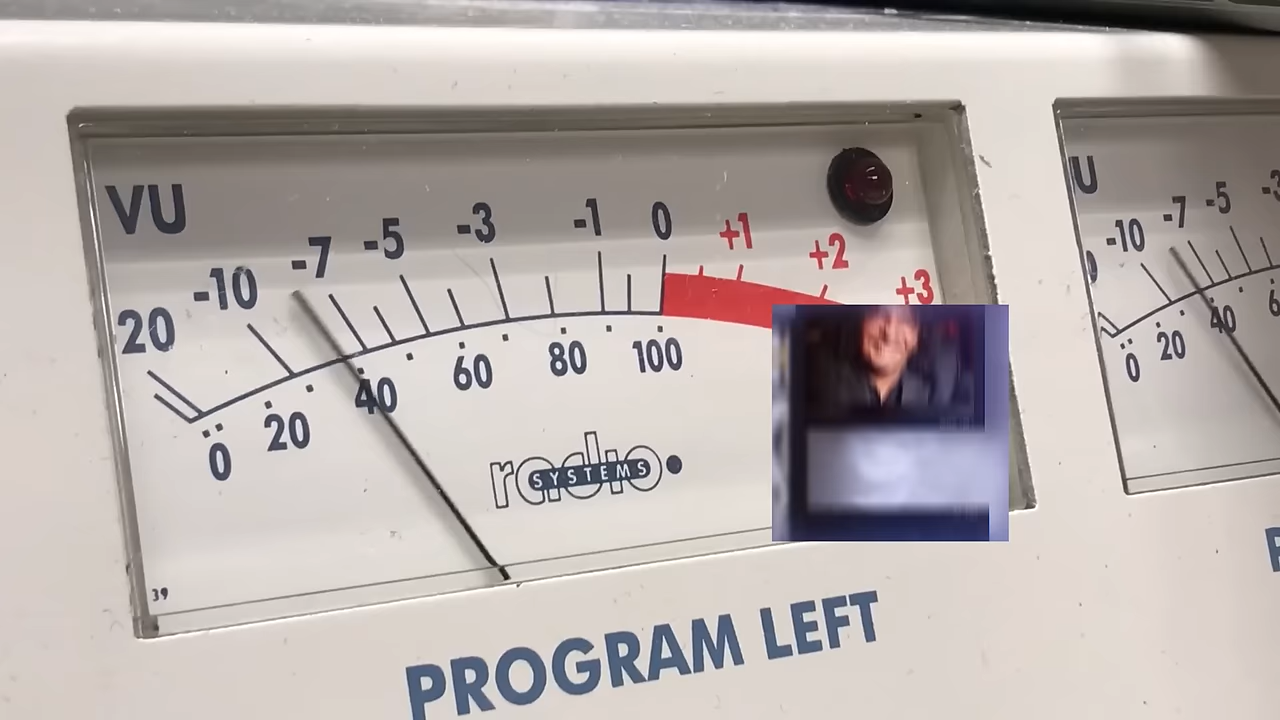 VU
20 -10 -7 -5 -3 -1 0 +1 +2 +3
0 20 40 60 80 100
radio
SYSTEMS
39
PROGRAM LEFT
U
-10 -7 -5
0 20 40